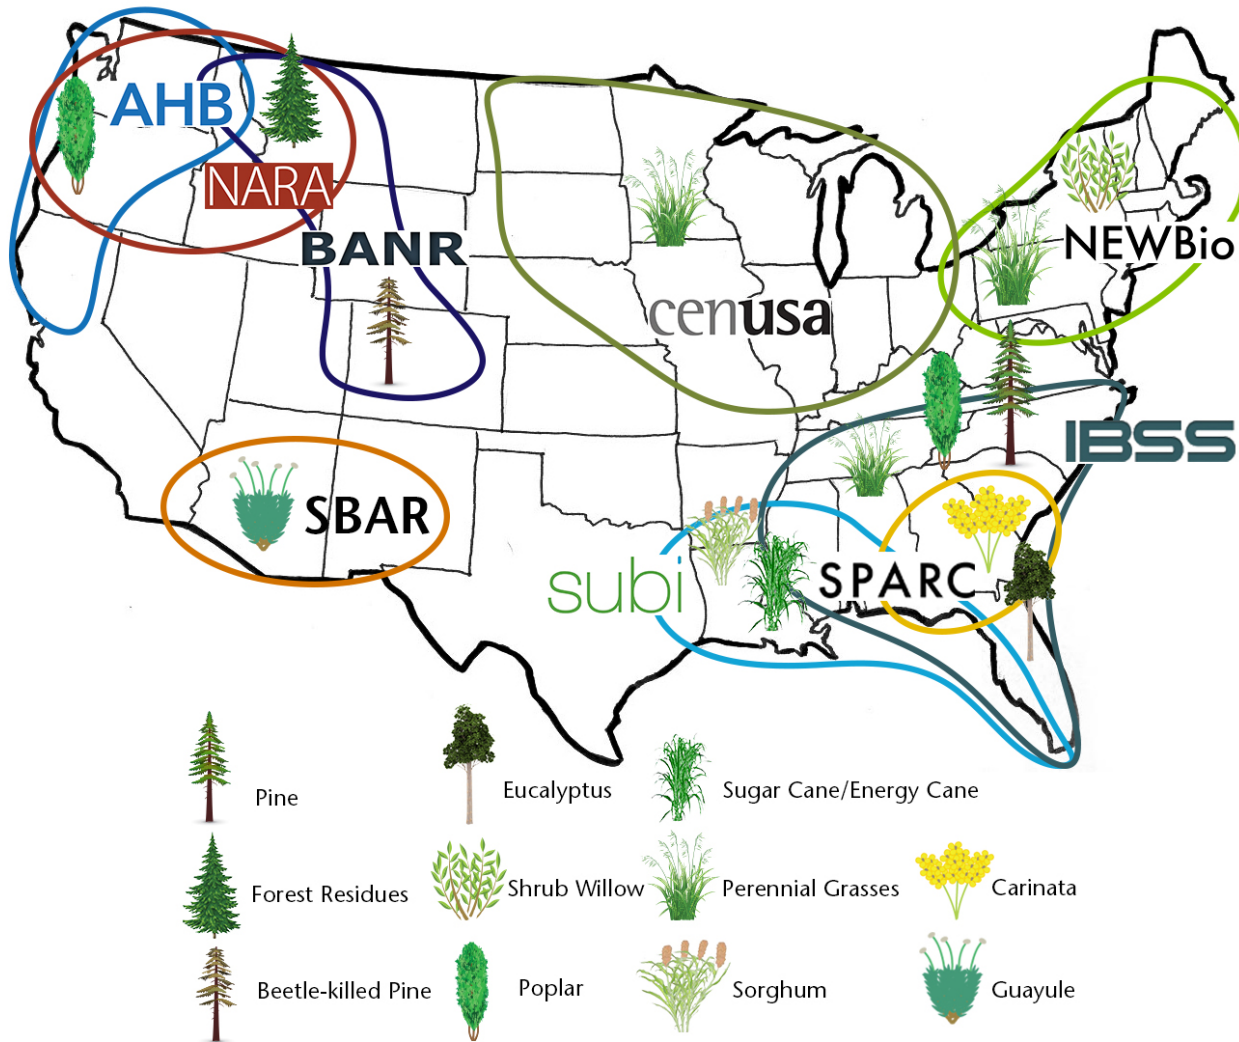 AHB
NARA
BANR
cenusa
NEWBio
IBSS
SBAR
subi
SPARC
Pine
Eucalyptus
Sugar Cane/Energy Cane
Forest Residues
Shrub Willow
Perennial Grasses
Carinata
Beetle-killed Pine
Poplar
Sorghum
Guayule